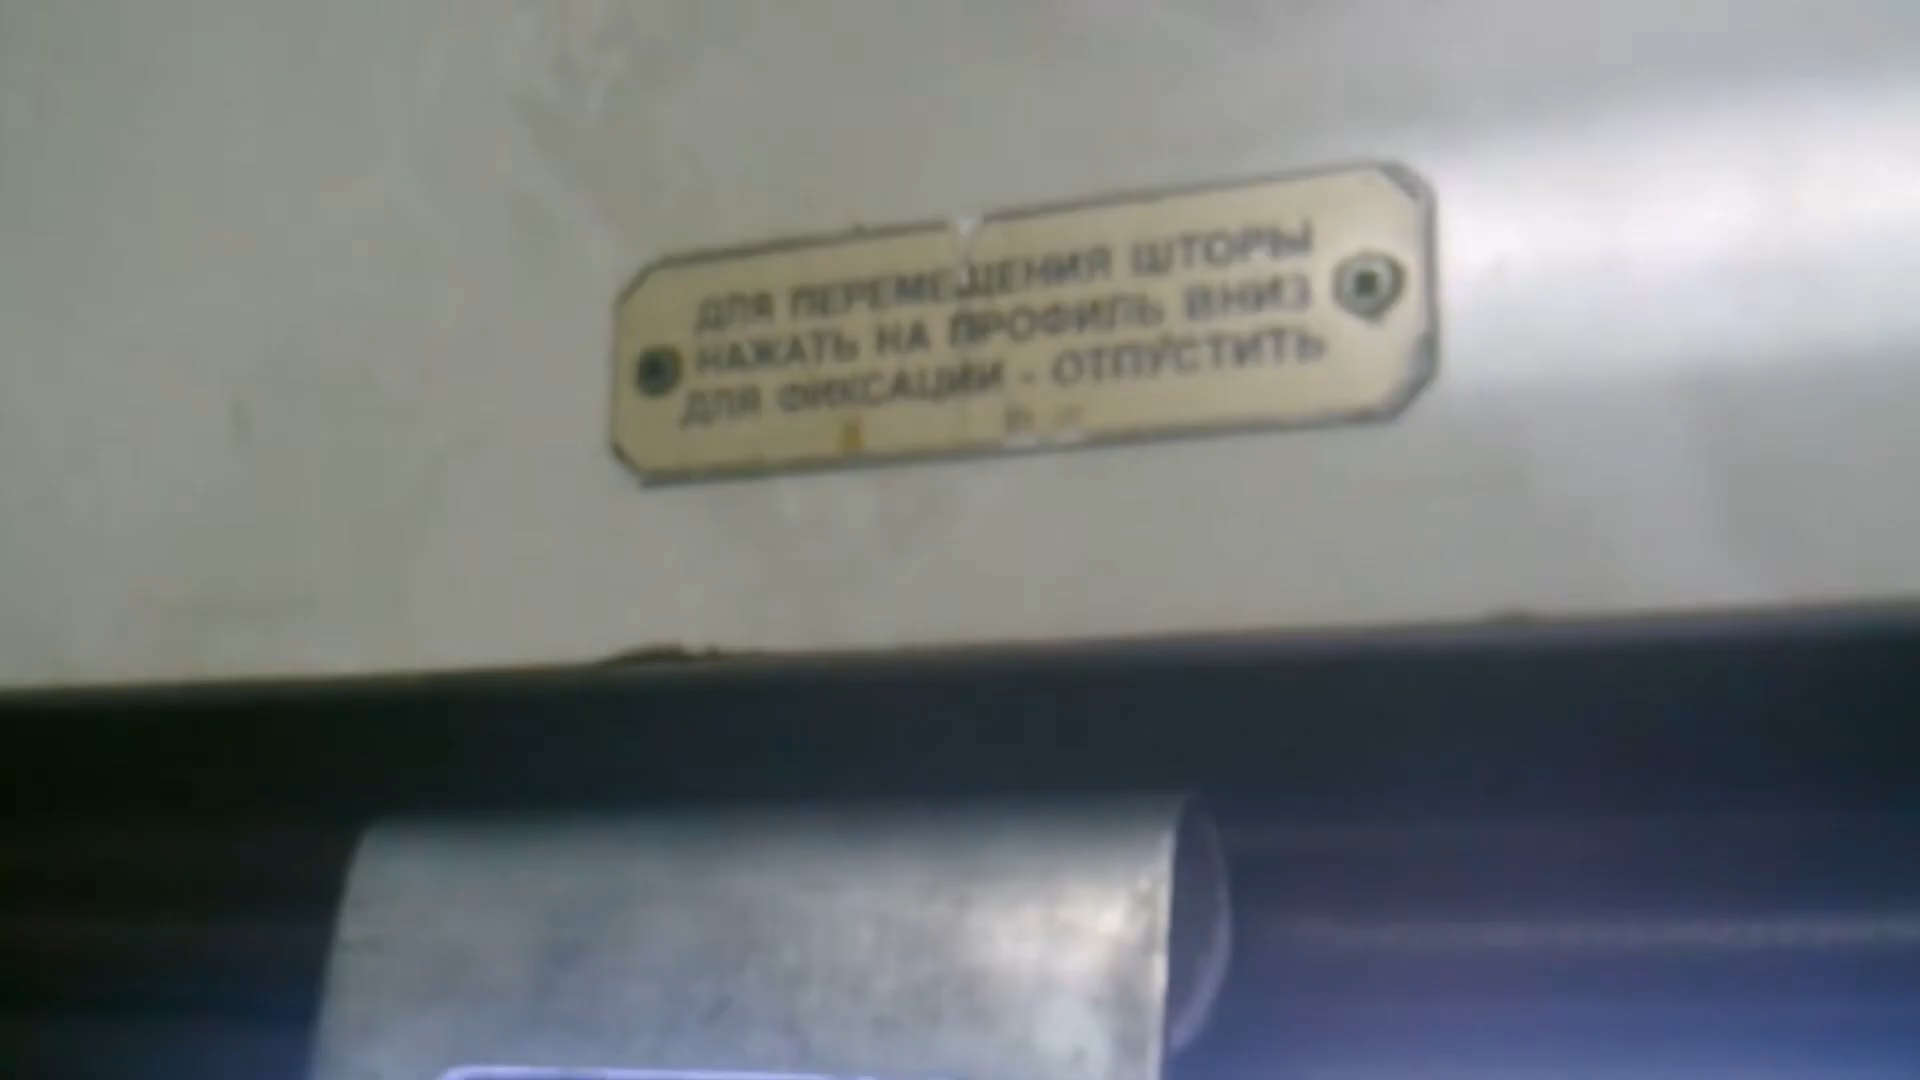 ДЛЯ ПЕРЕМЕЩЕНИЯ ШТОРЫ
НАЖАТЬ НА ПРОФИЛЬ ВНИЗ
ДЛЯ ФИКСАЦИИ - ОТПУСТИТЬ